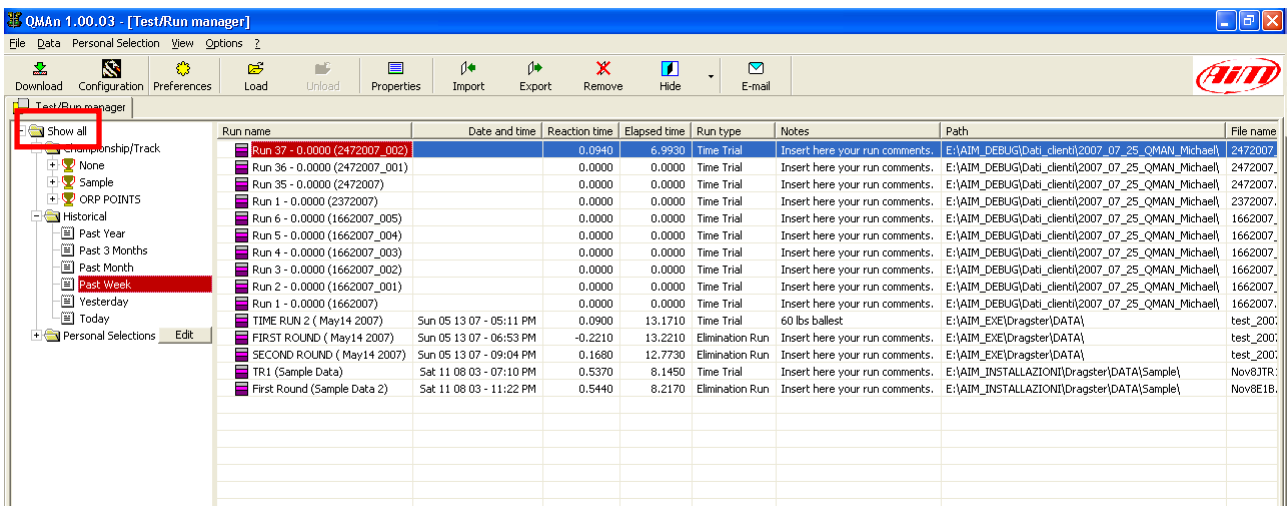 QMAn 1.00.03 - [Test/Run manager]
File Data Personal Selection View Options ?
Download Configuration Preferences Load Unload Properties Import Export Remove Hide E-mail
AiM
Test/Run manager
Show all
Championship/Track
None
Sample
ORP POINTS
Historical
Past Year
Past 3 Months
Past Month
Past Week
Yesterday
Today
Personal Selections Edit
Run name Date and time Reaction time Elapsed time Run type Notes Path File name
Run 37 - 0.0000 (2472007_002) 0.0940 6.9930 Time Trial Insert here your run comments. E:\AIM_DEBUG\Dati_clienti\2007_07_25_QMAN_Michael\ 2472007_
Run 36 - 0.0000 (2472007_001) 0.0000 0.0000 Time Trial Insert here your run comments. E:\AIM_DEBUG\Dati_clienti\2007_07_25_QMAN_Michael\ 2472007_
Run 35 - 0.0000 (2472007) 0.0000 0.0000 Time Trial Insert here your run comments. E:\AIM_DEBUG\Dati_clienti\2007_07_25_QMAN_Michael\ 2472007.
Run 1 - 0.0000 (2372007) 0.0000 0.0000 Time Trial Insert here your run comments. E:\AIM_DEBUG\Dati_clienti\2007_07_25_QMAN_Michael\ 2372007.
Run 6 - 0.0000 (1662007_005) 0.0000 0.0000 Time Trial Insert here your run comments. E:\AIM_DEBUG\Dati_clienti\2007_07_25_QMAN_Michael\ 1662007_
Run 5 - 0.0000 (1662007_004) 0.0000 0.0000 Time Trial Insert here your run comments. E:\AIM_DEBUG\Dati_clienti\2007_07_25_QMAN_Michael\ 1662007_
Run 4 - 0.0000 (1662007_003) 0.0000 0.0000 Time Trial Insert here your run comments. E:\AIM_DEBUG\Dati_clienti\2007_07_25_QMAN_Michael\ 1662007_
Run 3 - 0.0000 (1662007_002) 0.0000 0.0000 Time Trial Insert here your run comments. E:\AIM_DEBUG\Dati_clienti\2007_07_25_QMAN_Michael\ 1662007_
Run 2 - 0.0000 (1662007_001) 0.0000 0.0000 Time Trial Insert here your run comments. E:\AIM_DEBUG\Dati_clienti\2007_07_25_QMAN_Michael\ 1662007_
Run 1 - 0.0000 (1662007) 0.0000 0.0000 Time Trial Insert here your run comments. E:\AIM_DEBUG\Dati_clienti\2007_07_25_QMAN_Michael\ 1662007.
TIME RUN 2 ( May14 2007) Sun 05 13 07 - 05:11 PM 0.0900 13.1710 Time Trial 60 lbs ballest E:\AIM_EXE\Dragster\DATA\ test_200
FIRST ROUND ( May14 2007) Sun 05 13 07 - 06:53 PM -0.2210 13.2210 Elimination Run Insert here your run comments. E:\AIM_EXE\Dragster\DATA\ test_200
SECOND ROUND ( May14 2007) Sun 05 13 07 - 09:04 PM 0.1680 12.7730 Elimination Run Insert here your run comments. E:\AIM_EXE\Dragster\DATA\ test_200
TR1 (Sample Data) Sat 11 08 03 - 07:10 PM 0.5370 8.1450 Time Trial Insert here your run comments. E:\AIM_INSTALLAZIONI\Dragster\DATA\Sample\ Nov8JTR
First Round (Sample Data 2) Sat 11 08 03 - 11:22 PM 0.5440 8.2170 Elimination Run Insert here your run comments. E:\AIM_INSTALLAZIONI\Dragster\DATA\Sample\ Nov8E1B.